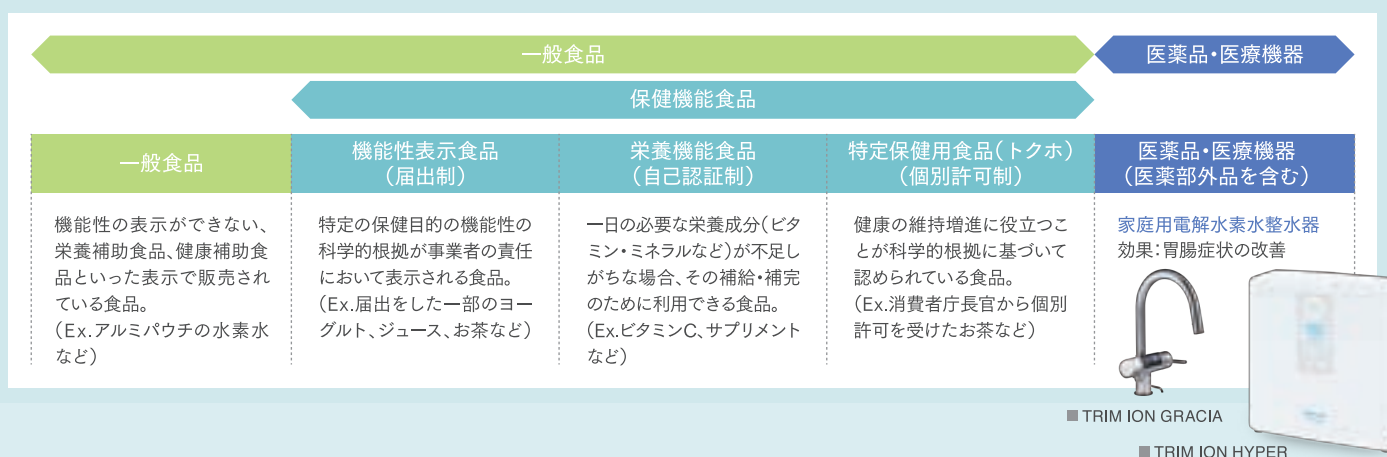 一般食品
医薬品・医療機器
保健機能食品
一般食品
機能性表示食品
(届出制)
栄養機能食品
(自己認証制)
特定保健用食品(トクホ)
(個別許可制)
医薬品・医療機器
(医薬部外品を含む)
機能性の表示ができない、
栄養補助食品、健康補助食
品といった表示で販売され
ている食品。
(Ex.アルミパウチの水素水
など)
特定の保健目的の機能性の
科学的根拠が事業者の責任
において表示される食品。
(Ex.届出をした一部のヨー
グルト、ジュース、お茶など)
一日の必要な栄養成分(ビタ
ミン・ミネラルなど)が不足し
がちな場合、その補給・補完
のために利用できる食品。
(Ex.ビタミンC、サプリメント
など)
健康の維持増進に役立つこ
とが科学的根拠に基づいて
認められている食品。
(Ex.消費者庁長官から個別
許可を受けたお茶など)
家庭用電解水素水整水器
効果:胃腸症状の改善
■ TRIM ION GRACIA
■ TRIM ION HYPER